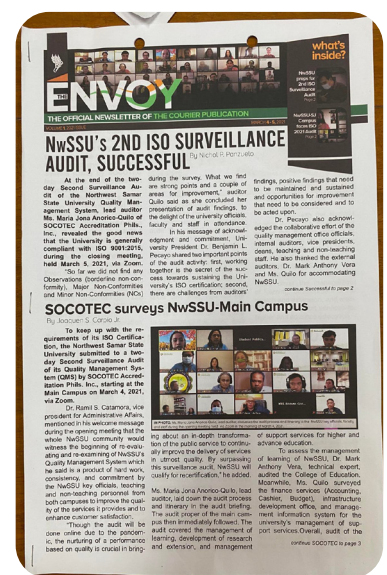 what's
inside?
NwSSU
preps for
2nd ISO
Surveillance
Audit
NwSSU-SJ
Campus
faces ISO
2021 Audit
THE
ENVOY
THE OFFICIAL NEWSLETTER OF THE COURIER PUBLICATION
NwSSU's 2ND ISO SURVEILLANCE
AUDIT, SUCCESSFUL
By Nichol P. Panzuelo
At the end of the two-
day Second Surveillance Au-
dit of the Northwest Samar
State University Quality Man-
agement System, lead auditor
Ms. Maria Jona Anorico-Quilo of
SOCOTEC Accreditation Phils.,
Inc., revealed the good news
that the University is generally
compliant with ISO 9001:2015,
during the closing meeting,
held March 5, 2021, via Zoom.
"So far we did not find any
Observations (borderline non-con-
formity), Major Non-Conformities
and Minor Non-Conformities (NCs)
during the survey. What we find
are strong points and a couple of
areas for improvement," auditor
Quilo said as she concluded her
presentation of audit findings, to
the delight of the university officials,
faculty and staff in attendance.
In his message of acknowl-
edgment and commitment, Uni-
versity President Dr. Benjamin L.
Pecayo shared two important points
of the audit activity: first, working
together is the secret of the suc-
cess towards sustaining the Uni-
versity's ISO certification; second,
there are challenges from auditors'
findings, positive findings that need
to be maintained and sustained
and opportunities for improvement
that need to be considered and to
be acted upon.
Dr. Pecayo also acknowl-
edged the collaborative effort of the
quality management office officials,
internal auditors, vice presidents,
deans, teaching and non-teaching
staff. He also thanked the external
auditors, Dr. Mark Anthony Vera
and Ms. Quilo for accommodating
NwSSU.
continue Successful to page 2
SOCOTEC surveys NwSSU-Main Campus
By Joacuer S. Carpia Jr.
To keep up with the re-
quirements of its ISO Certifica-
tion, the Northwest Samar State
University submitted to a two-
day Second Surveillance Audit
of its Quality Management Sys-
tem (QMS) by SOCOTEC Accred-
itation Phils. Inc., starting at the
Main Campus on March 4, 2021,
via Zoom.
Dr. Ramil S. Catamora, vice
president for Administrative Affairs,
mentioned in his welcome message
during the opening meeting that the
whole NwSSU community would
witness the beginning of re-evalu-
ating and re-examining of NwSSU's
Quality Management System which
he said is a product of hard work,
consistency, and commitment by
the NwSSU key officials, teaching
and non-teaching personnel from
both campuses to improve the qual-
ity of the services it provides and to
enhance customer satisfaction.
"Though the audit will be
done online due to the pandem-
ic, the nurturing of a performance
based on quality is crucial in bring-
ing about an in-depth transforma-
tion of the public service to continu-
ally improve the delivery of services
in utmost quality. By surpassing
this surveillance audit, NwSSU will
qualify for recertification," he added.
Ms. Maria Jona Anorico-Quilo, lead
auditor, laid down the audit process
and itinerary in the audit briefing.
The audit proper of the main cam-
pus then immediately followed. The
audit covered the management of
learning, development of research
and extension, and management
of support services for higher and
advance education.
To assess the management
of learning of NwSSU, Dr. Mark
Anthony Vera, technical expert,
audited the College of Education.
Meanwhile, Ms. Quilo surveyed
the finance services (Accounting,
Cashier, Budget), infrastructure
development office, and manage-
ment information system for the
university's management of sup-
port services. Overall, audit of the
continue SOCOTEC to page 3